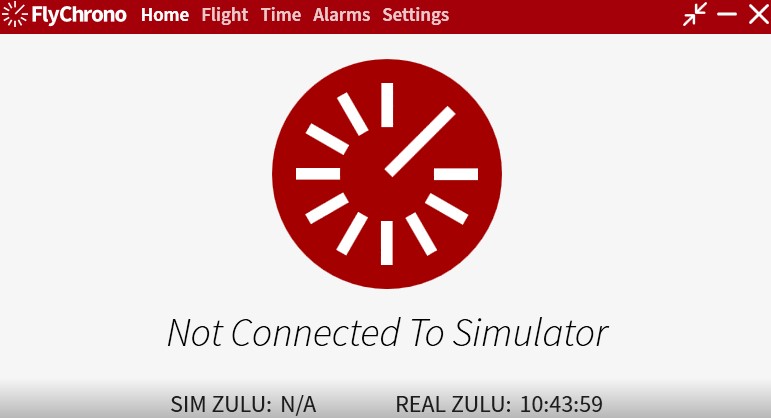 FlyChrono Home Flight Time Alarms Settings
Not Connected To Simulator
SIM ZULU: N/A REAL ZULU: 10:43:59